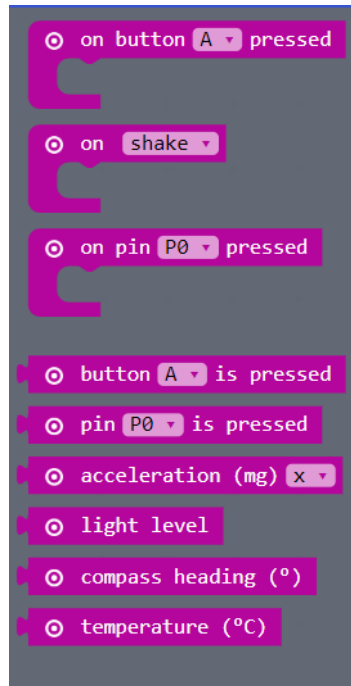 on button A pressed
on shake
on pin P0 pressed
button A is pressed
pin P0 is pressed
acceleration (mg) x
light level
compass heading (º)
temperature (ºC)